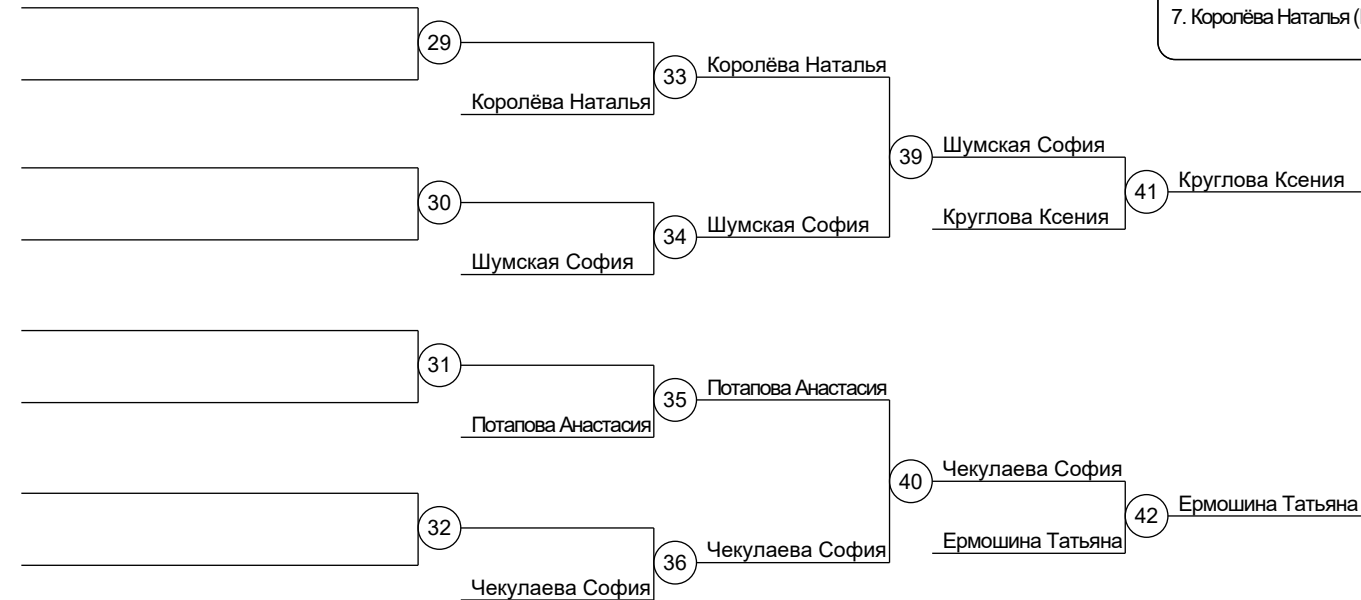 7. Королёва Наталья (
29
33
Королёва Наталья
Королёва Наталья
39
Шумская София
41
Круглова Ксения
30
34
Шумская София
Круглова Ксения
Шумская София
31
35
Потапова Анастасия
Потапова Анастасия
40
Чекулаева София
42
Ермошина Татьяна
32
36
Чекулаева София
Ермошина Татьяна
Чекулаева София